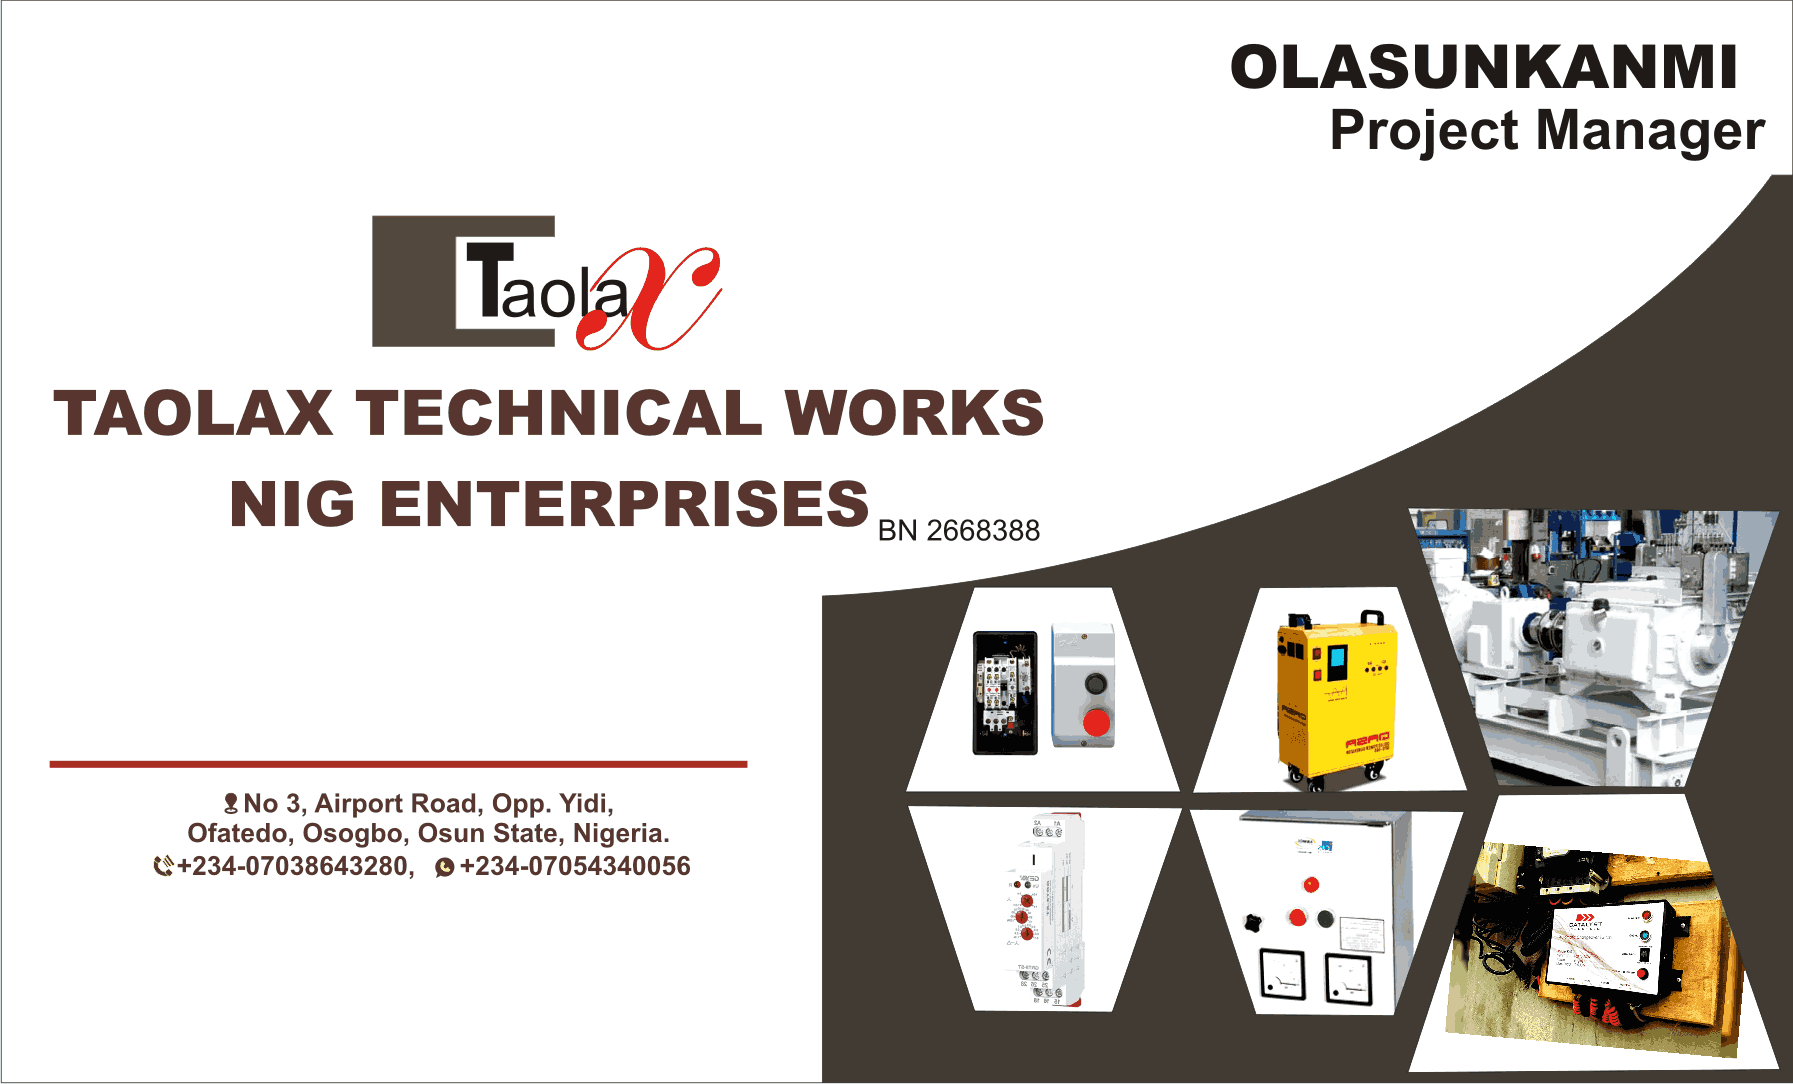 OLASUNKANMI
Project Manager
Taolax
TAOLAX TECHNICAL WORKS
NIG ENTERPRISES BN 2668388
No 3, Airport Road, Opp. Yidi,
Ofatedo, Osogbo, Osun State, Nigeria.
+234-07038643280, +234-07054340056